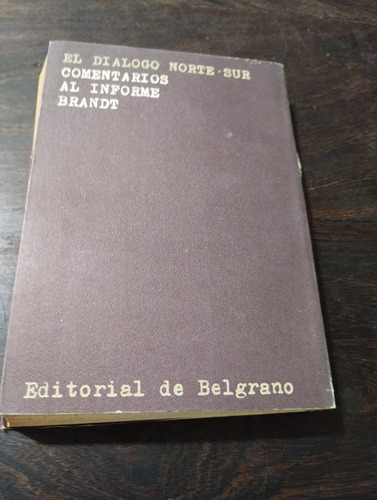 EL DIALOGO NORTE-SUR
COMENTARIOS
AL INFORME
BRANDT
Editorial de Belgrano